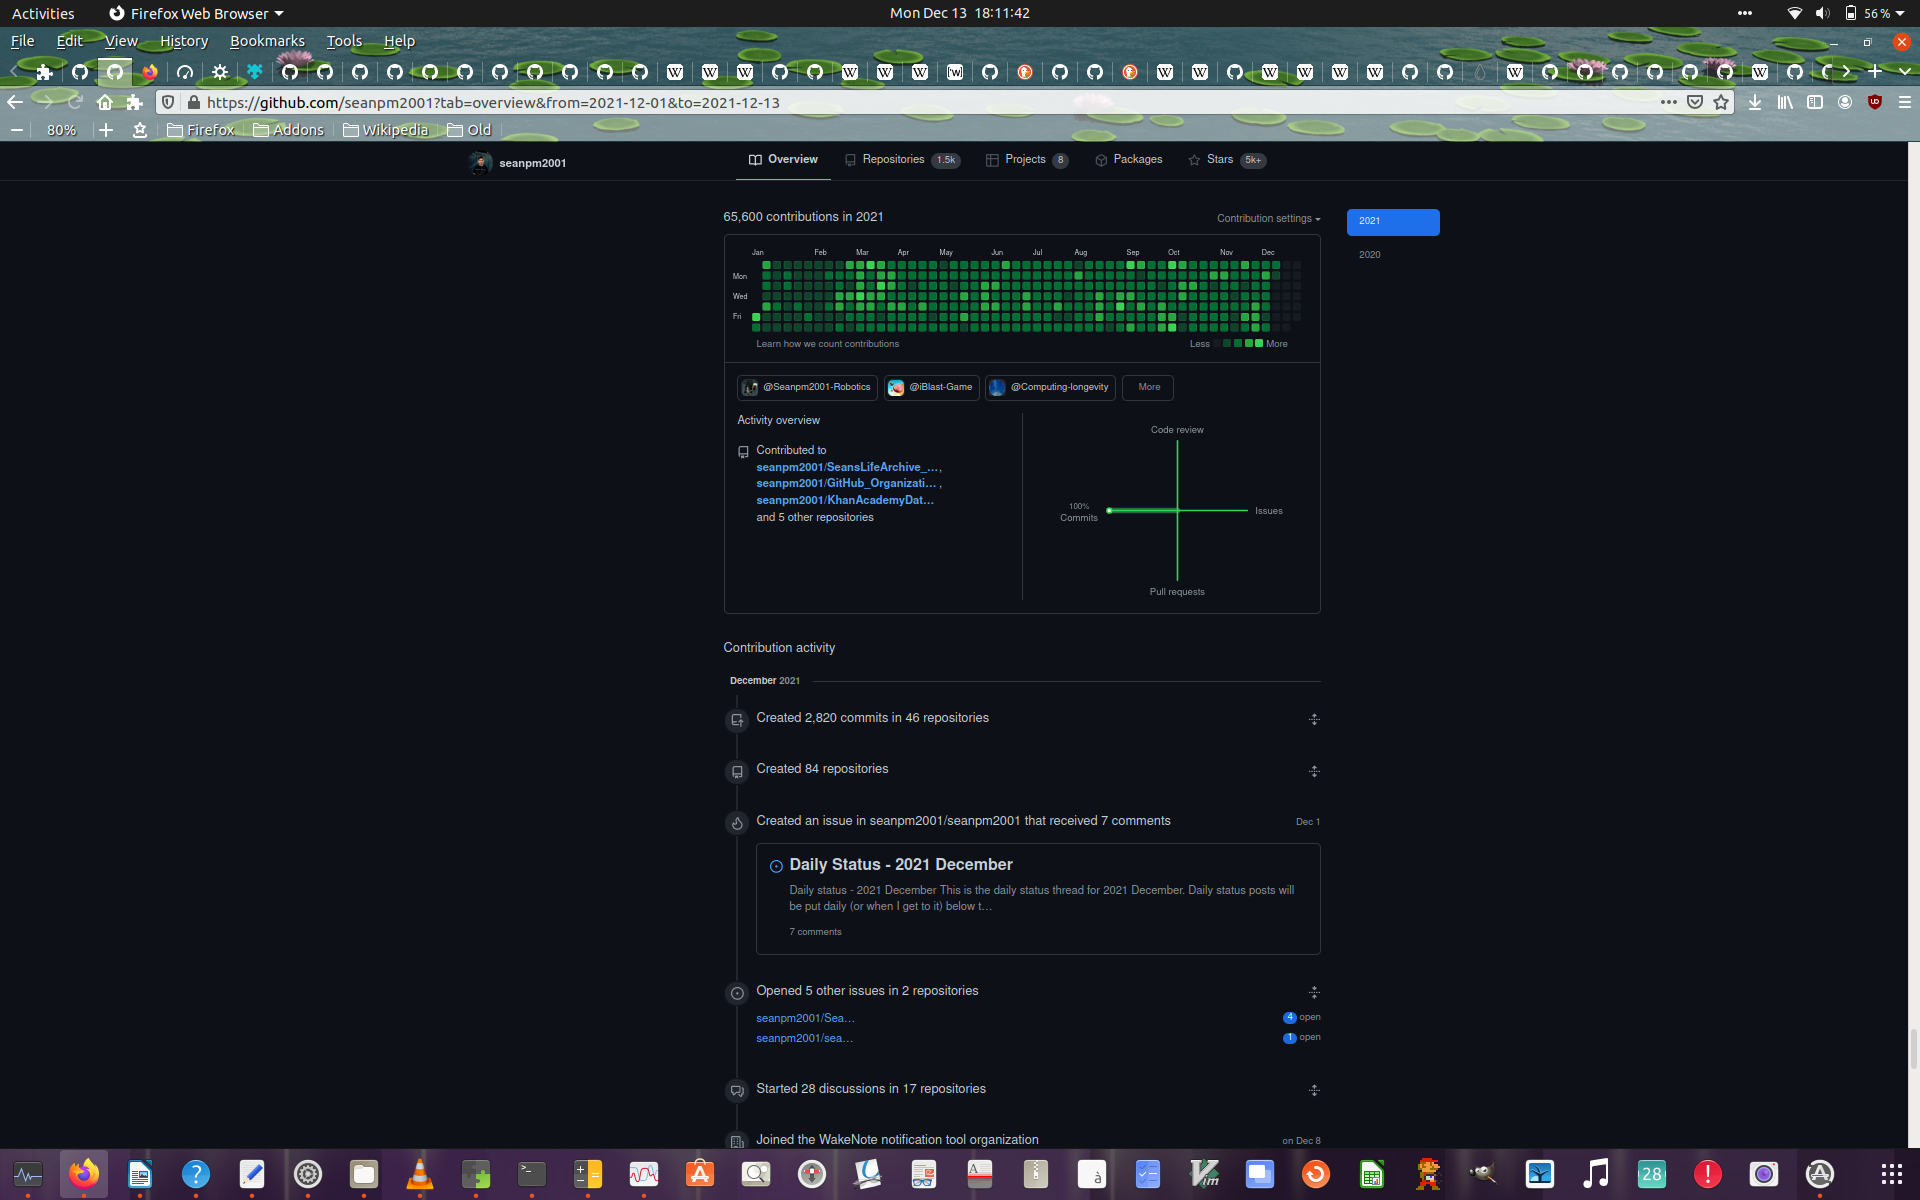 Activities Firefox Web Browser Mon Dec 13 18:11:42 56 %
File Edit View History Bookmarks Tools Help
https://github.com/seanpm2001?tab=overview&from=2021-12-01&to=2021-12-13
80% Firefox Addons Wikipedia Old
seanpm2001 Overview Repositories 1.5k Projects 8 Packages Stars 5k+
65,600 contributions in 2021 Contribution settings 2021
2020
Jan Feb Mar Apr May Jun Jul Aug Sep Oct Nov Dec
Mon
Wed
Fri
Learn how we count contributions Less More
@Seanpm2001-Robotics @iBlast-Game @Computing-longevity More
Activity overview
Contributed to
seanpm2001/SeansLifeArchive_...,
seanpm2001/GitHub_Organizati... ,
seanpm2001/KhanAcademyDat...
and 5 other repositories
Code review
100%
Commits
Issues
Pull requests
Contribution activity
December 2021
Created 2,820 commits in 46 repositories
Created 84 repositories
Created an issue in seanpm2001/seanpm2001 that received 7 comments Dec 1
Daily Status - 2021 December
Daily status - 2021 December This is the daily status thread for 2021 December. Daily status posts will
be put daily (or when I get to it) below t...
7 comments
Opened 5 other issues in 2 repositories
seanpm2001/Sea... 4 open
seanpm2001/sea... 1 open
Started 28 discussions in 17 repositories
Joined the WakeNote notification tool organization on Dec 8
28